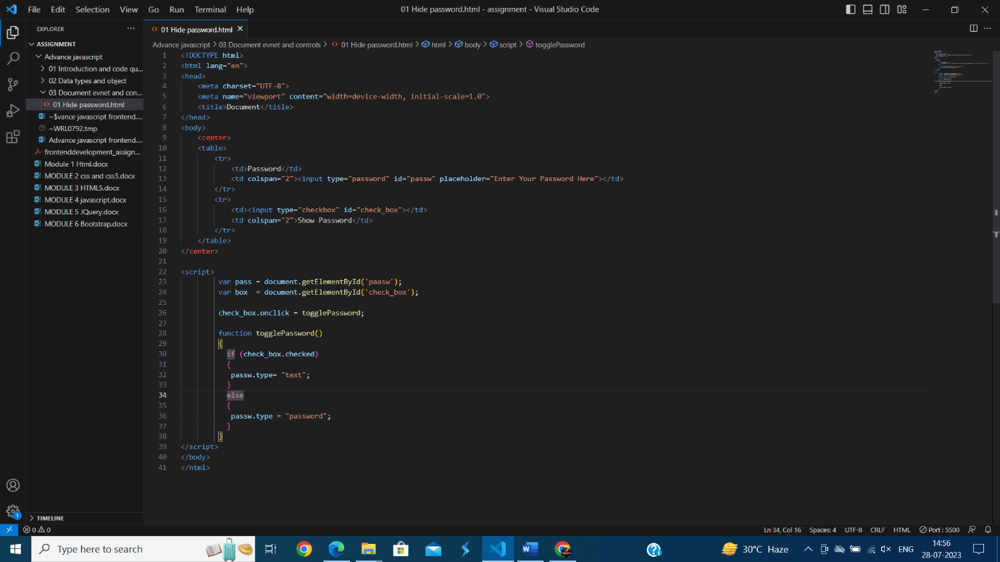 File Edit Selection View Go Run Terminal Help
01 Hide password.html - assignment - Visual Studio Code
EXPLORER
ASSIGNMENT
Advance javascript
01 Introduction and code qu...
02 Data types and object
03 Document evnet and con...
01 Hide password.html
~$vance javascript frontend....
~WRL0792.tmp
Advance javascript frontend....
frontenddevelopment_assign...
Module 1 Html.docx
MODULE 2 css and css3.docx
MODULE 3 HTML5.docx
MODULE 4 javascript.docx
MODULE 5 JQuery.docx
MODULE 6 Bootstrap.docx
TIMELINE
01 Hide password.html
Advance javascript > 03 Document evnet and controls > 01 Hide password.html > html > body > script > togglePassword
1 <!DOCTYPE html>
2 <html lang="en">
3 <head>
4 <meta charset="UTF-8">
5 <meta name="viewport" content="width=device-width, initial-scale=1.0">
6 <title>Document</title>
7 </head>
8 <body>
9 <center>
10 <table>
11 <tr>
12 <td>Password</td>
13 <td colspan="2"><input type="password" id="passw" placeholder="Enter Your Password Here"></td>
14 </tr>
15 <tr>
16 <td><input type="checkbox" id="check_box"></td>
17 <td colspan="2">Show Password</td>
18 </tr>
19 </table>
20 </center>
21
22 <script>
23 var pass = document.getElementById('paasw');
24 var box  = document.getElementById('check_box');
25
26 check_box.onclick = togglePassword;
27
28 function togglePassword()
29 {
30 if (check_box.checked)
31 {
32 passw.type= "text";
33 }
34 else
35 {
36 passw.type = "password";
37 }
38 }
39 </script>
40 </body>
41 </html>
0 0
Ln 34, Col 16 Spaces: 4 UTF-8 CRLF HTML Port : 5500
1
Type here to search
30°C Haze
ENG
14:56
28-07-2023